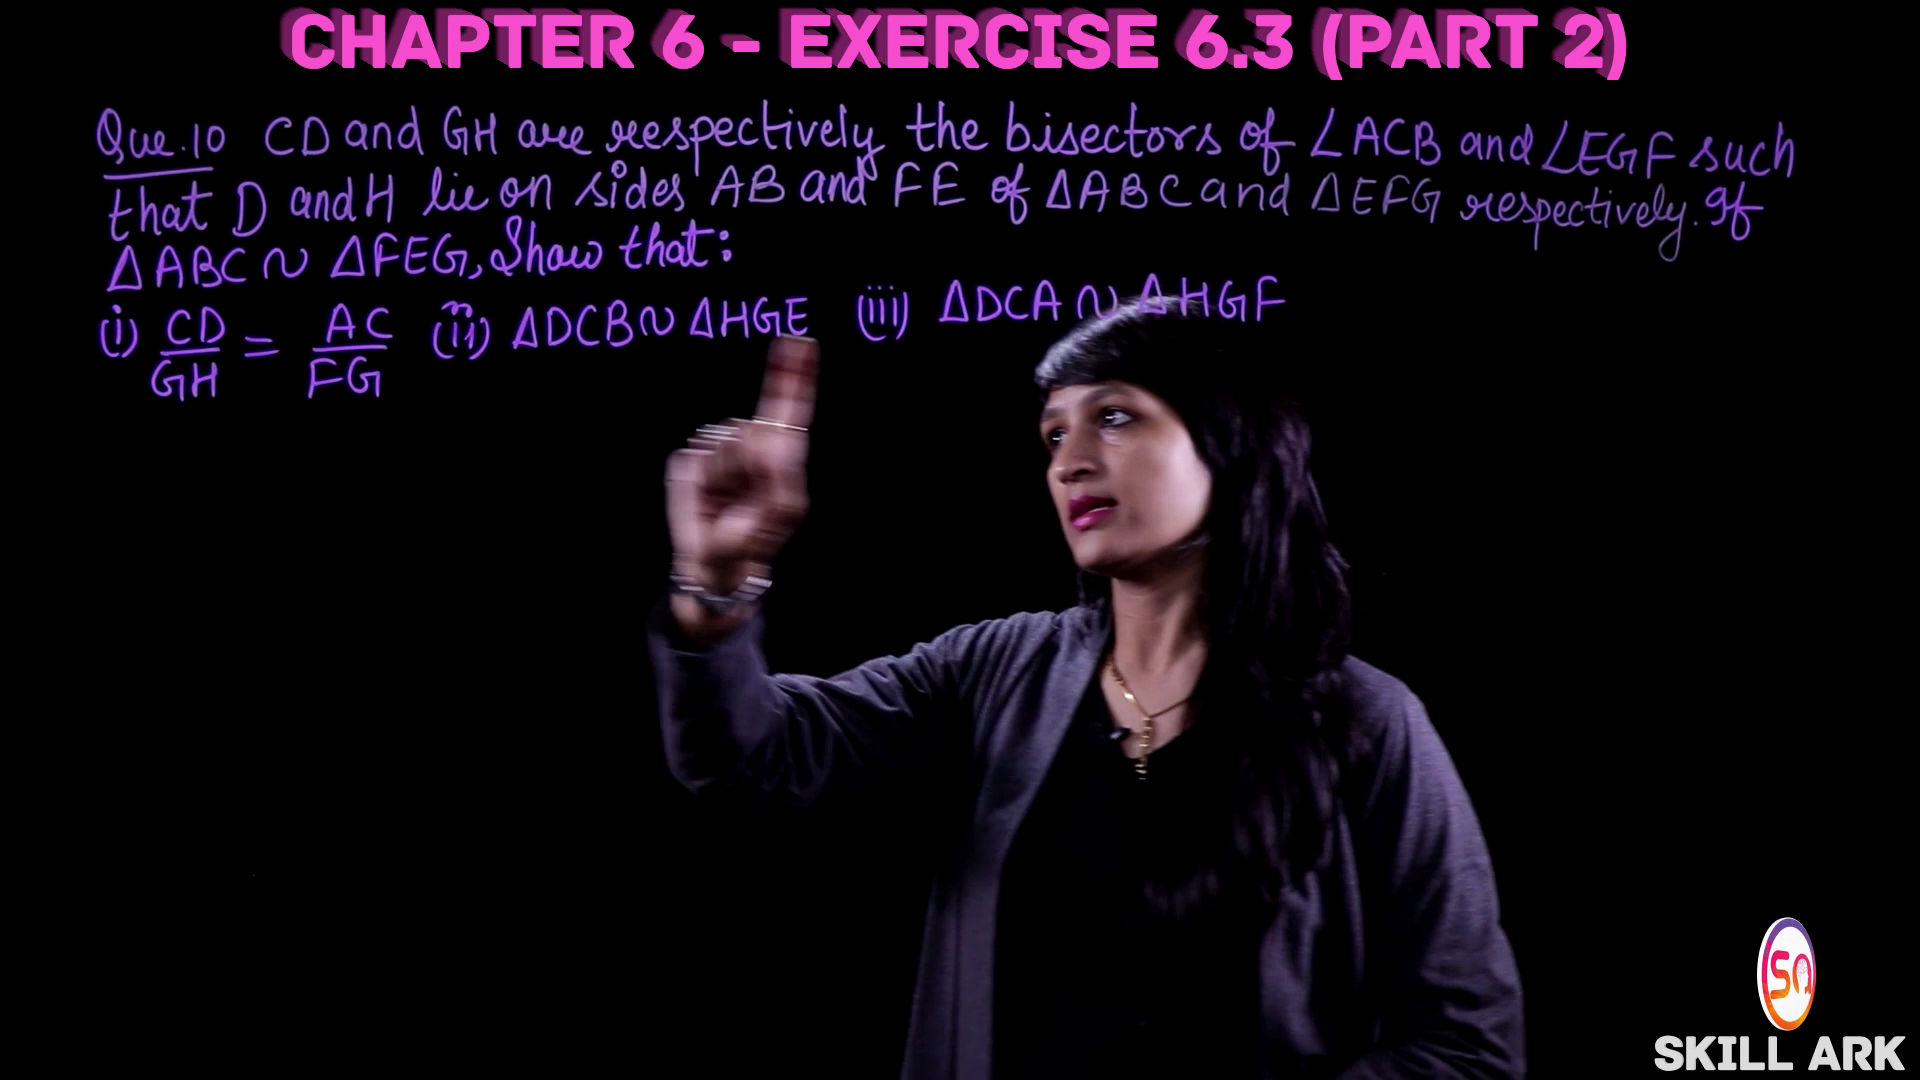 CHAPTER 6 - EXERCISE 6.3 (PART 2)
Que.10 CD and GH are respectively the bisectors of ∠ACB and ∠EGF such
that D and H lie on sides AB and FE of ΔABC and ΔEFG respectively. If
ΔABC ~ ΔFEG, Show that:
(i) CD/GH = AC/FG (ii) ΔDCB ~ ΔHGE (iii) ΔDCA ~ ΔHGF
SA
SKILL ARK